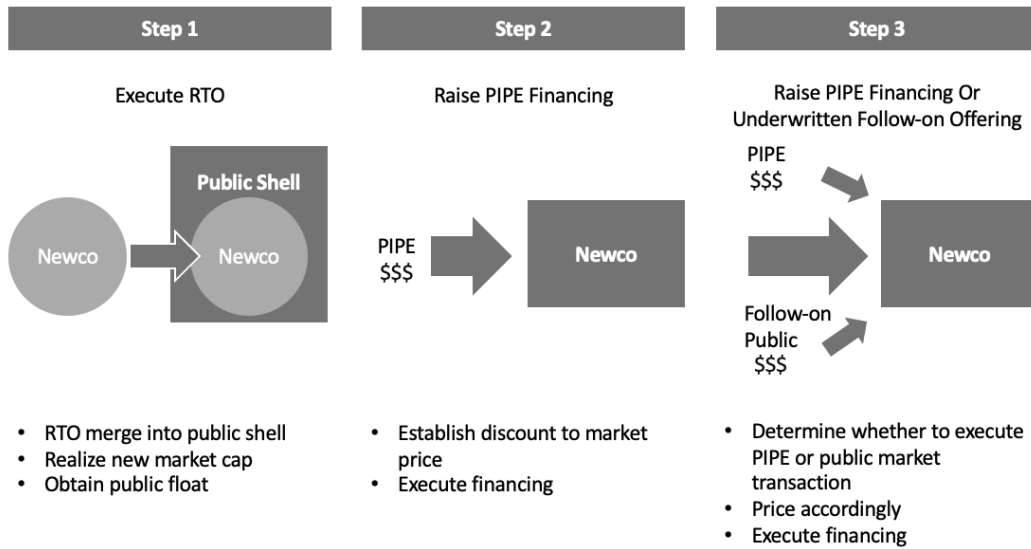 Step 1
Execute RTO
Public Shell
Newco
Newco
• RTO merge into public shell
• Realize new market cap
• Obtain public float
Step 2
Raise PIPE Financing
PIPE
$$$
Newco
• Establish discount to market
price
• Execute financing
Step 3
Raise PIPE Financing Or
Underwritten Follow-on Offering
PIPE
$$$
Newco
Follow-on
Public
$$$
• Determine whether to execute
PIPE or public market
transaction
• Price accordingly
• Execute financing